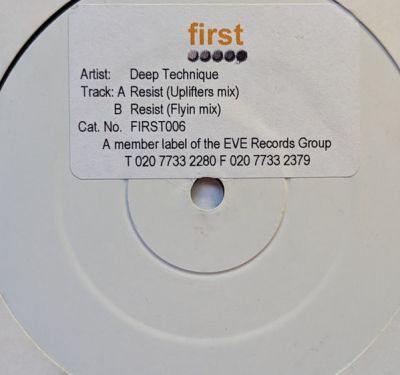 first
Artist: Deep Technique
Track: A Resist (Uplifters mix)
B Resist (Flyin mix)
Cat. No. FIRST006
A member label of the EVE Records Group
T 020 7733 2280 F 020 7733 2379